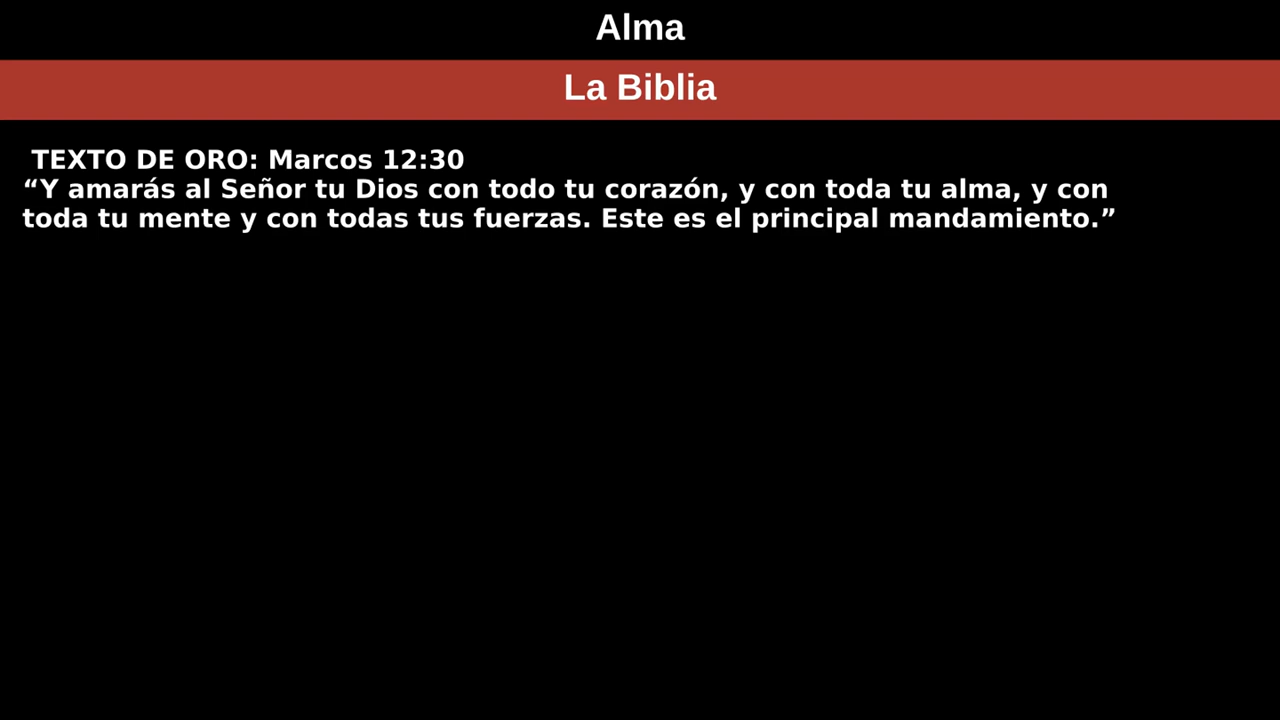 Alma
La Biblia
TEXTO DE ORO: Marcos 12:30
“Y amarás al Señor tu Dios con todo tu corazón, y con toda tu alma, y con
toda tu mente y con todas tus fuerzas. Este es el principal mandamiento.”